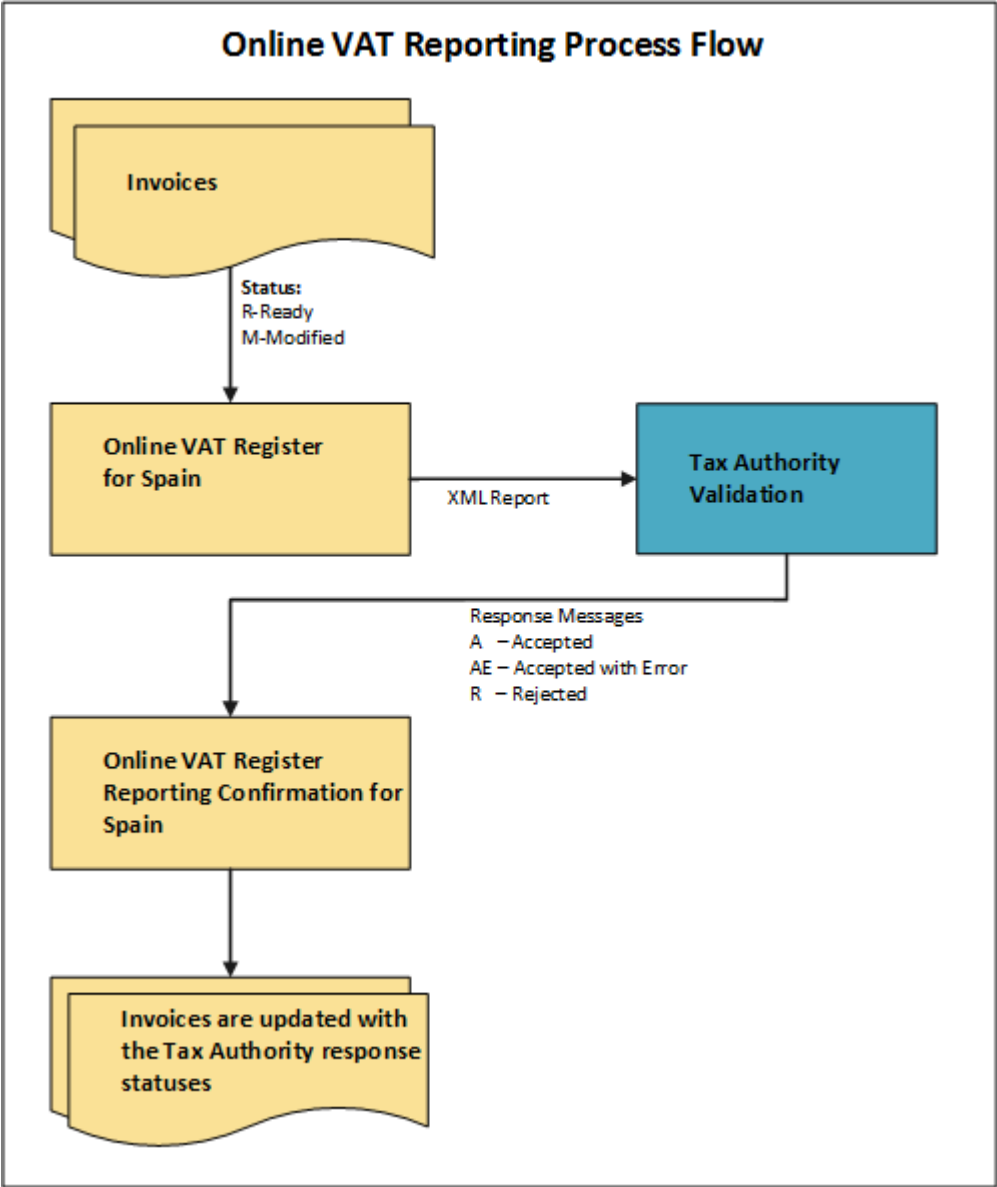 Online VAT Reporting Process Flow
Invoices
Status:
R-Ready
M-Modified
Online VAT Register
for Spain
XML Report
Tax Authority
Validation
Response Messages
A – Accepted
AE – Accepted with Error
R – Rejected
Online VAT Register
Reporting Confirmation for
Spain
Invoices are updated with
the Tax Authority response
statuses